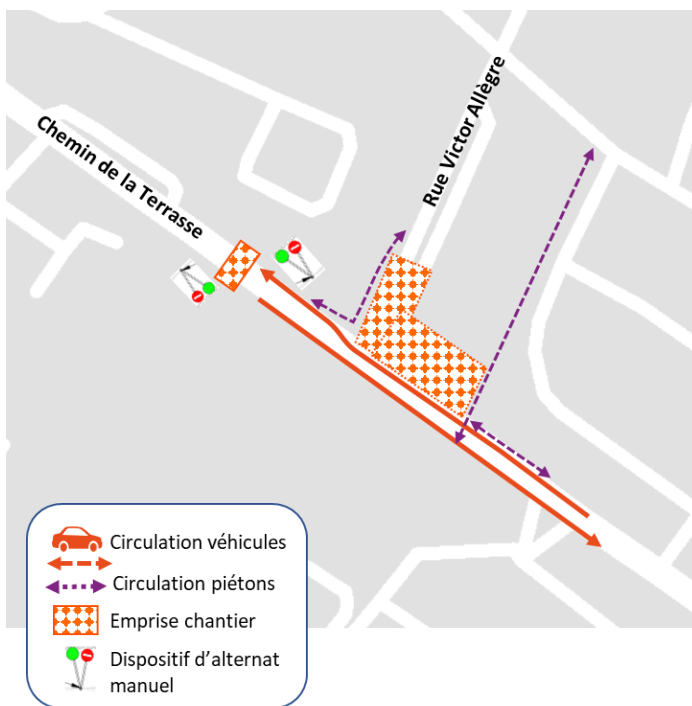 Chemin de la Terrasse
Rue Victor Allègre
Circulation véhicules
Circulation piétons
Emprise chantier
Dispositif d’alternat
manuel